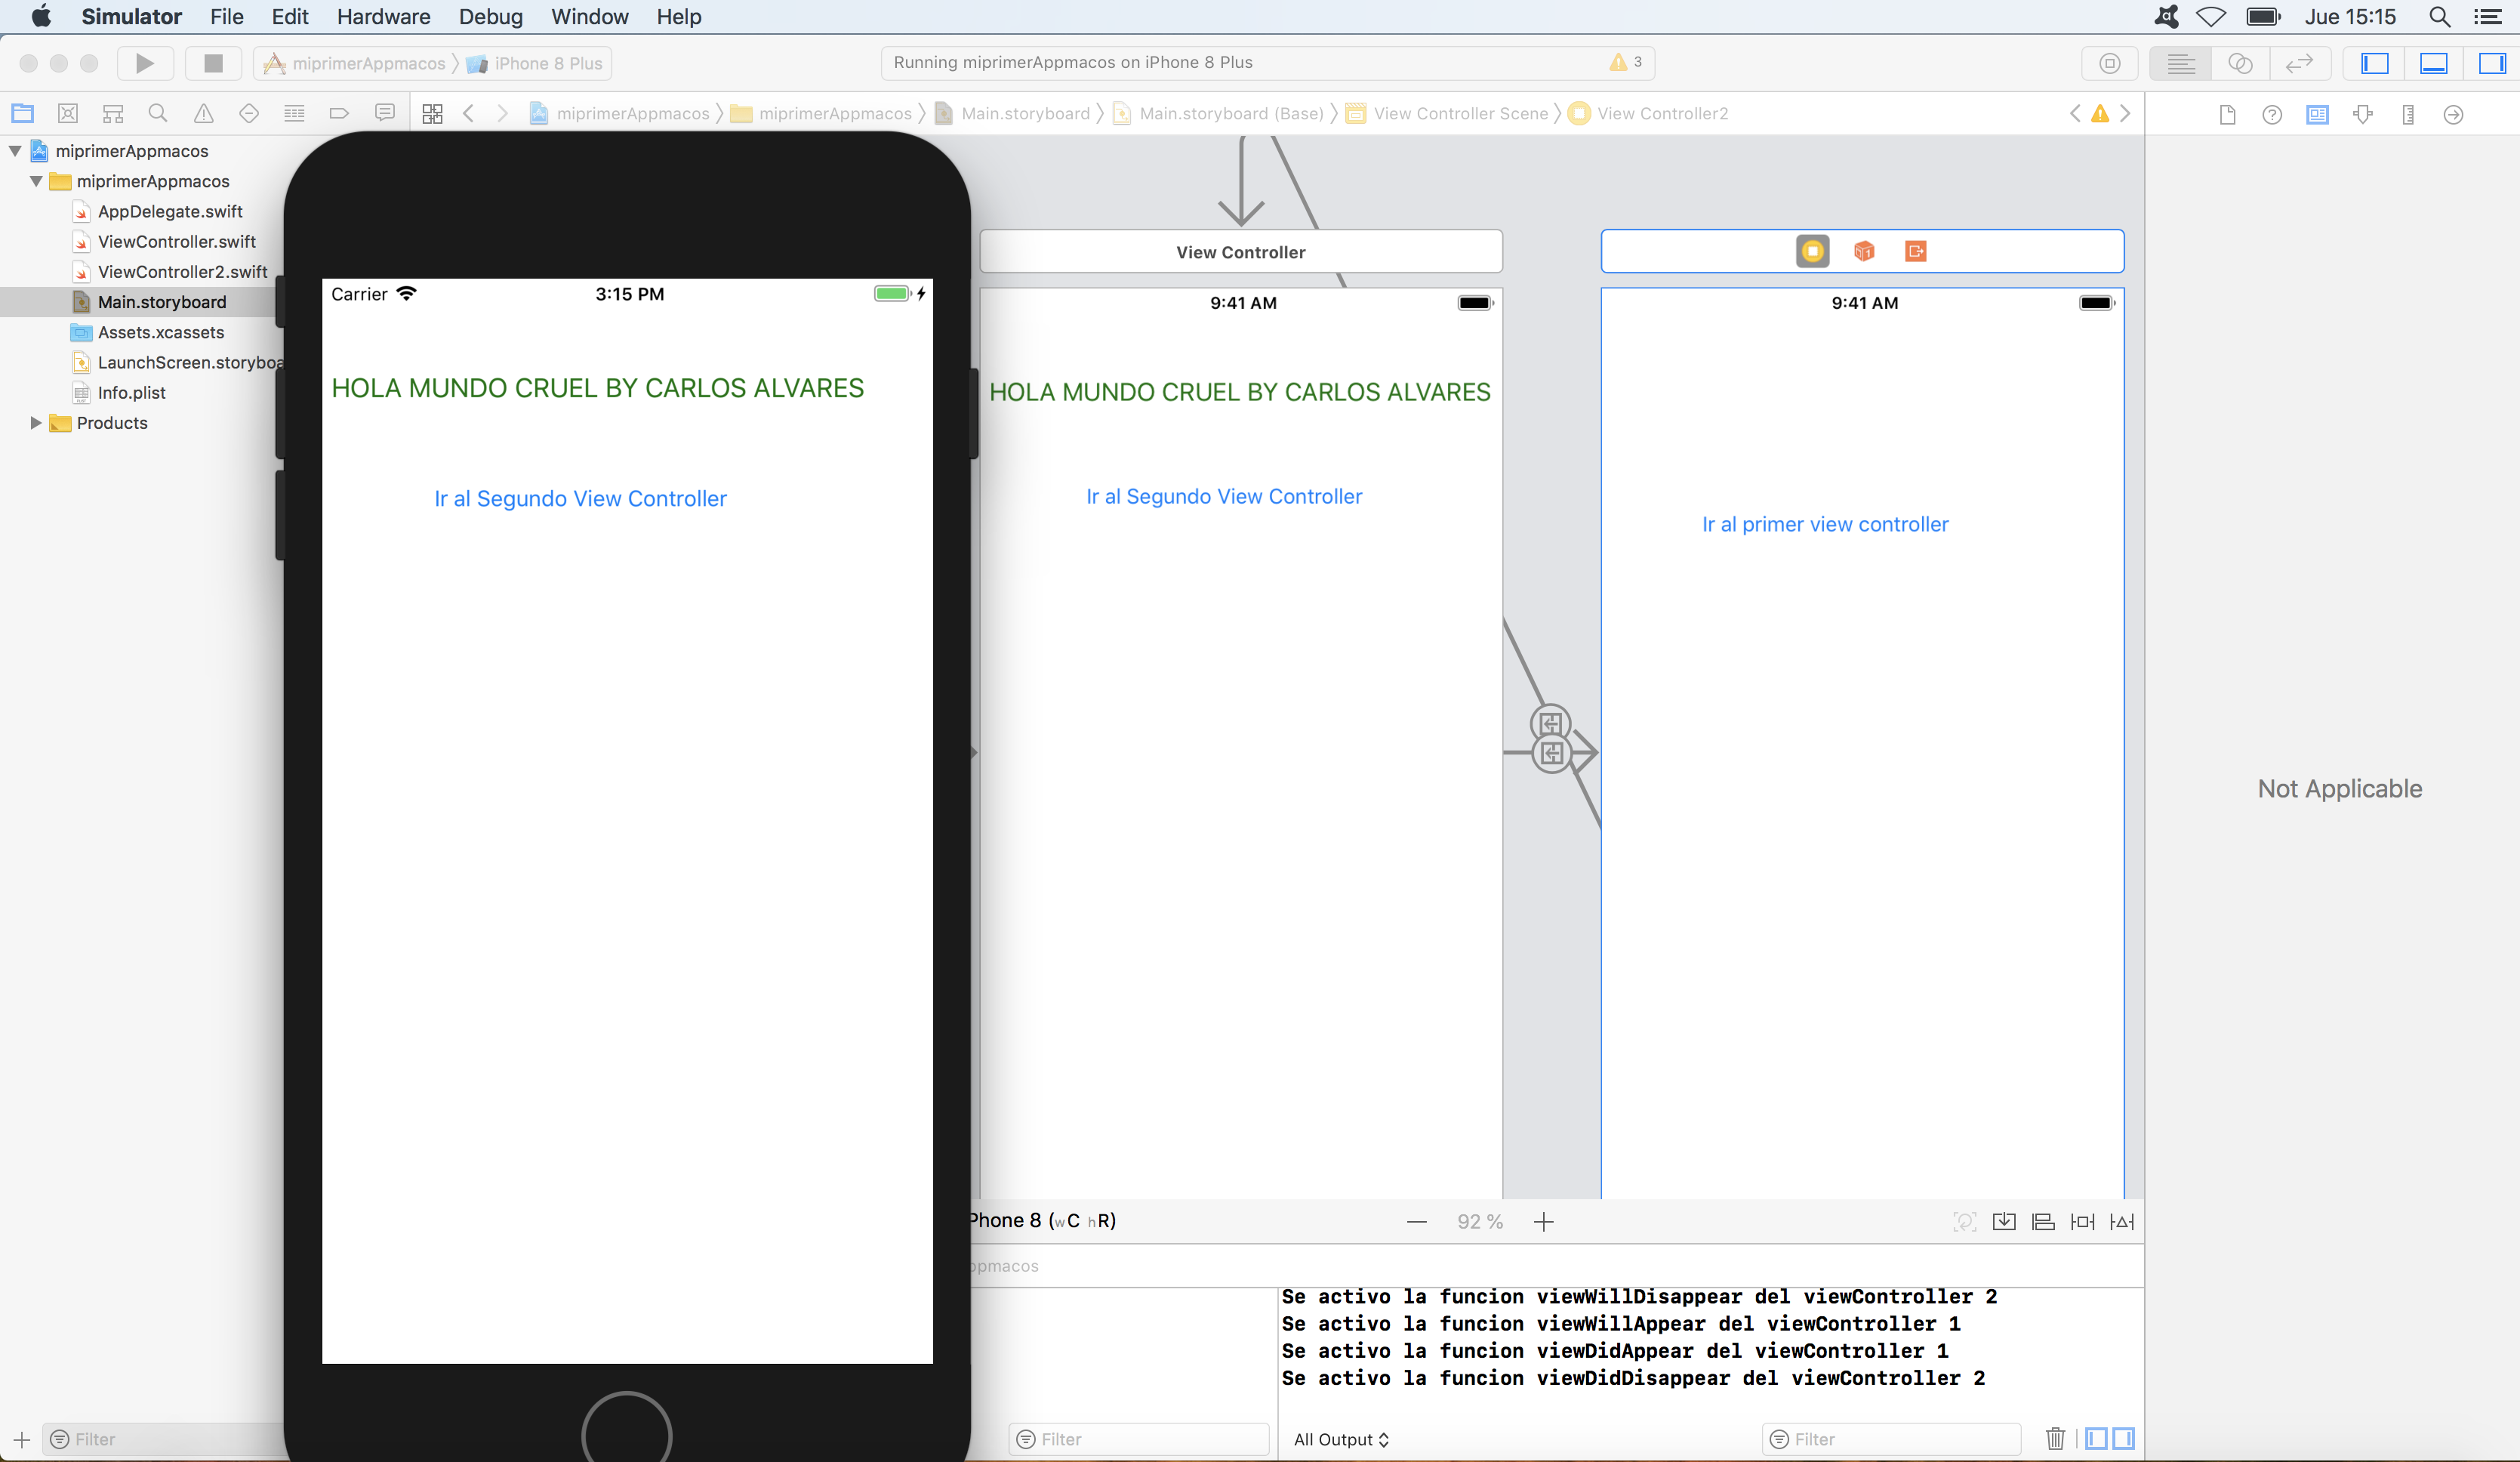 Simulator File Edit Hardware Debug Window Help Jue 15:15
miprimerAppmacos iPhone 8 Plus Running miprimerAppmacos on iPhone 8 Plus 3
miprimerAppmacos miprimerAppmacos Main.storyboard Main.storyboard (Base) View Controller Scene View Controller2
miprimerAppmacos
miprimerAppmacos
AppDelegate.swift
ViewController.swift
ViewController2.swift
Main.storyboard
Assets.xcassets
LaunchScreen.storyboa
Info.plist
Products
Filter
Carrier 3:15 PM
HOLA MUNDO CRUEL BY CARLOS ALVARES
Ir al Segundo View Controller
View Controller
9:41 AM
HOLA MUNDO CRUEL BY CARLOS ALVARES
Ir al Segundo View Controller
9:41 AM
Ir al primer view controller
Not Applicable
Phone 8 (wC hR) 92 %
ppmacos
Se activo la funcion viewWillDisappear del viewController 2
Se activo la funcion viewWillAppear del viewController 1
Se activo la funcion viewDidAppear del viewController 1
Se activo la funcion viewDidDisappear del viewController 2
Filter All Output Filter